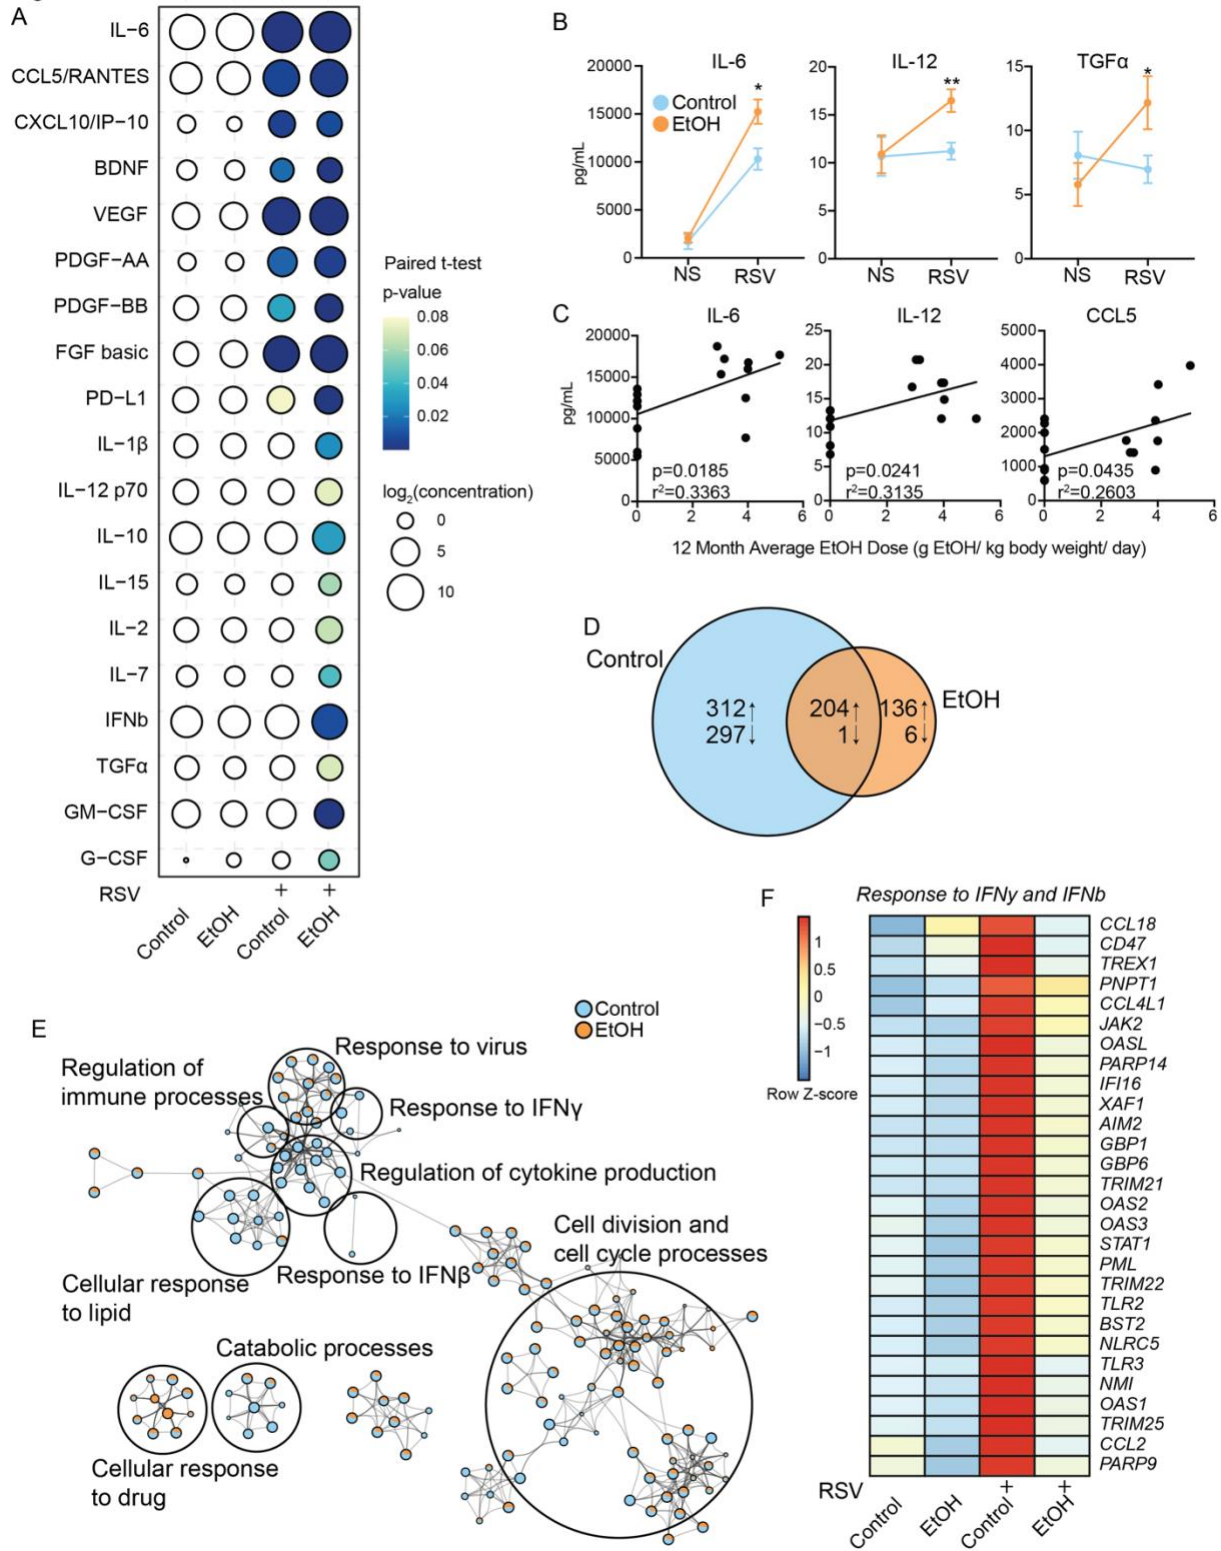 A
IL−6
CCL5/RANTES
CXCL10/IP−10
BDNF
VEGF
PDGF−AA
PDGF−BB
FGF basic
PD−L1
IL−1β
IL−12 p70
IL−10
IL−15
IL−2
IL−7
IFNb
TGFα
GM−CSF
G−CSF
RSV + +
Control EtOH Control EtOH
Paired t-test
p-value
0.08
0.06
0.04
0.02
log2(concentration)
0
5
10
B
IL-6
pg/mL
20000
15000
10000
5000
0
Control
EtOH
*
NS RSV
IL-12
20
15
10
5
0
**
NS RSV
TGFα
15
10
5
0
*
NS RSV
C
IL-6
pg/mL
20000
15000
10000
5000
0
p=0.0185
r²=0.3363
0 2 4 6
IL-12
25
20
15
10
5
0
p=0.0241
r²=0.3135
0 2 4 6
CCL5
5000
4000
3000
2000
1000
0
p=0.0435
r²=0.2603
0 2 4 6
12 Month Average EtOH Dose (g EtOH/ kg body weight/ day)
D
Control
EtOH
312↑
297↓
204↑
1↓
136↑
6↓
E
Control
EtOH
Response to virus
Regulation of
immune processes
Response to IFNγ
Regulation of cytokine production
Cell division and
cell cycle processes
Response to IFNβ
Cellular response
to lipid
Catabolic processes
Cellular response
to drug
F
Response to IFNy and IFNb
1
0.5
0
−0.5
−1
Row Z-score
CCL18
CD47
TREX1
PNPT1
CCL4L1
JAK2
OASL
PARP14
IFI16
XAF1
AIM2
GBP1
GBP6
TRIM21
OAS2
OAS3
STAT1
PML
TRIM22
TLR2
BST2
NLRC5
TLR3
NMI
OAS1
TRIM25
CCL2
PARP9
RSV + +
Control EtOH Control EtOH